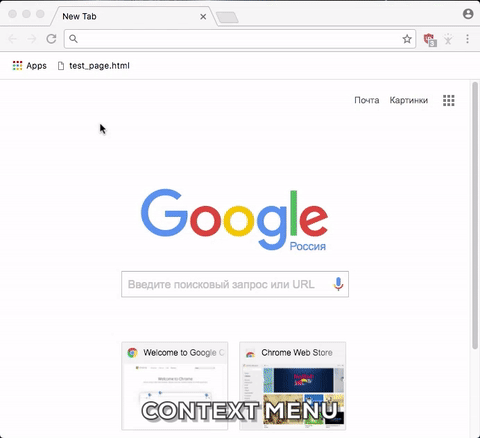 New Tab
3
Apps
test_page.html
Почта
Картинки
Google
Россия
Введите поисковый запрос или URL
Welcome to Google C
Chrome Web Store
CONTEXT MENU